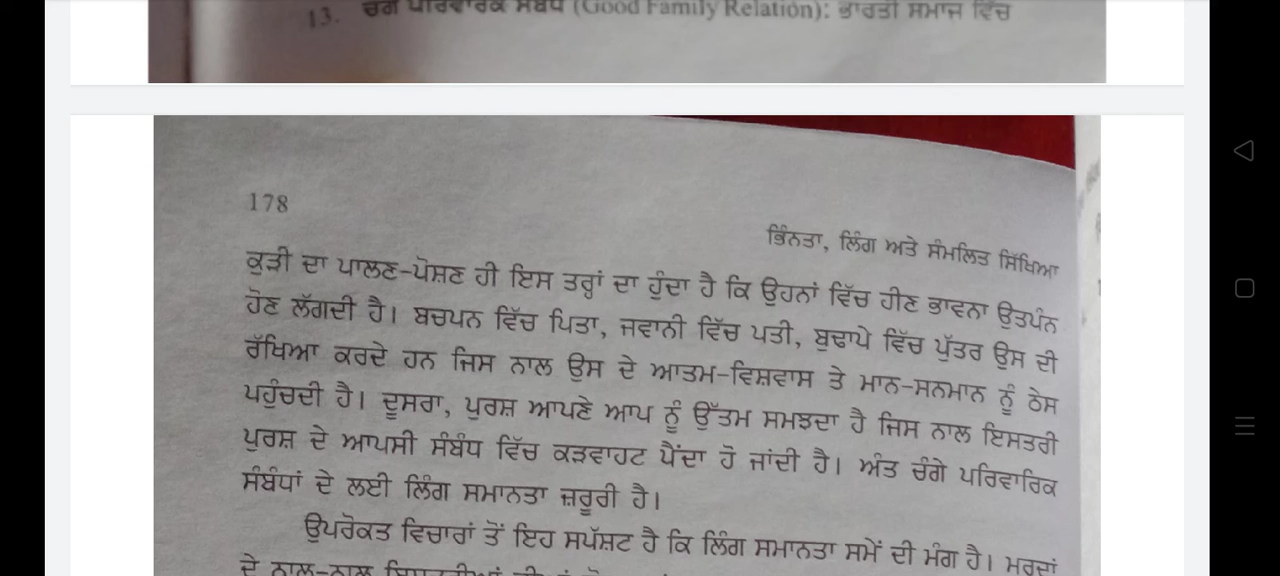 13. ਚੰਗੇ ਪਰਿਵਾਰਕ ਸੰਬੰਧ (Good Family Relation): ਭਾਰਤੀ ਸਮਾਜ ਵਿੱਚ
178
ਭਿੰਨਤਾ, ਲਿੰਗ ਅਤੇ ਸੰਮਲਿਤ ਸਿੱਖਿਆ
ਕੁੜੀ ਦਾ ਪਾਲਣ-ਪੋਸ਼ਣ ਹੀ ਇਸ ਤਰ੍ਹਾਂ ਦਾ ਹੁੰਦਾ ਹੈ ਕਿ ਉਹਨਾਂ ਵਿੱਚ ਹੀਣ ਭਾਵਨਾ ਉਤਪੰਨ
ਹੋਣ ਲੱਗਦੀ ਹੈ। ਬਚਪਨ ਵਿੱਚ ਪਿਤਾ, ਜਵਾਨੀ ਵਿੱਚ ਪਤੀ, ਬੁਢਾਪੇ ਵਿੱਚ ਪੁੱਤਰ ਉਸ ਦੀ
ਰੱਖਿਆ ਕਰਦੇ ਹਨ ਜਿਸ ਨਾਲ ਉਸ ਦੇ ਆਤਮ-ਵਿਸ਼ਵਾਸ ਤੇ ਮਾਨ-ਸਨਮਾਨ ਨੂੰ ਠੇਸ
ਪਹੁੰਚਦੀ ਹੈ। ਦੂਸਰਾ, ਪੁਰਸ਼ ਆਪਣੇ ਆਪ ਨੂੰ ਉੱਤਮ ਸਮਝਦਾ ਹੈ ਜਿਸ ਨਾਲ ਇਸਤਰੀ
ਪੁਰਸ਼ ਦੇ ਆਪਸੀ ਸੰਬੰਧ ਵਿੱਚ ਕੜਵਾਹਟ ਪੈਂਦਾ ਹੋ ਜਾਂਦੀ ਹੈ। ਅੰਤ ਚੰਗੇ ਪਰਿਵਾਰਿਕ
ਸੰਬੰਧਾਂ ਦੇ ਲਈ ਲਿੰਗ ਸਮਾਨਤਾ ਜ਼ਰੂਰੀ ਹੈ।
ਉਪਰੋਕਤ ਵਿਚਾਰਾਂ ਤੋਂ ਇਹ ਸਪੱਸ਼ਟ ਹੈ ਕਿ ਲਿੰਗ ਸਮਾਨਤਾ ਸਮੇਂ ਦੀ ਮੰਗ ਹੈ। ਮਰਦਾਂ
ਦੇ ਨਾਲ-ਨਾਲ